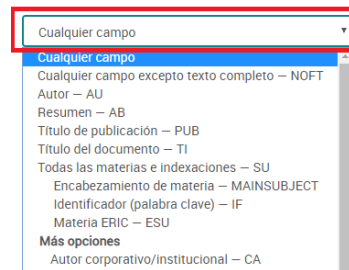 Cualquier campo
Cualquier campo
Cualquier campo excepto texto completo — NOFT
Autor — AU
Resumen — AB
Título de publicación — PUB
Título del documento — TI
Todas las materias e indexaciones — SU
Encabezamiento de materia — MAINSUBJECT
Identificador (palabra clave) — IF
Materia ERIC — ESU
Más opciones
Autor corporativo/institucional — CA